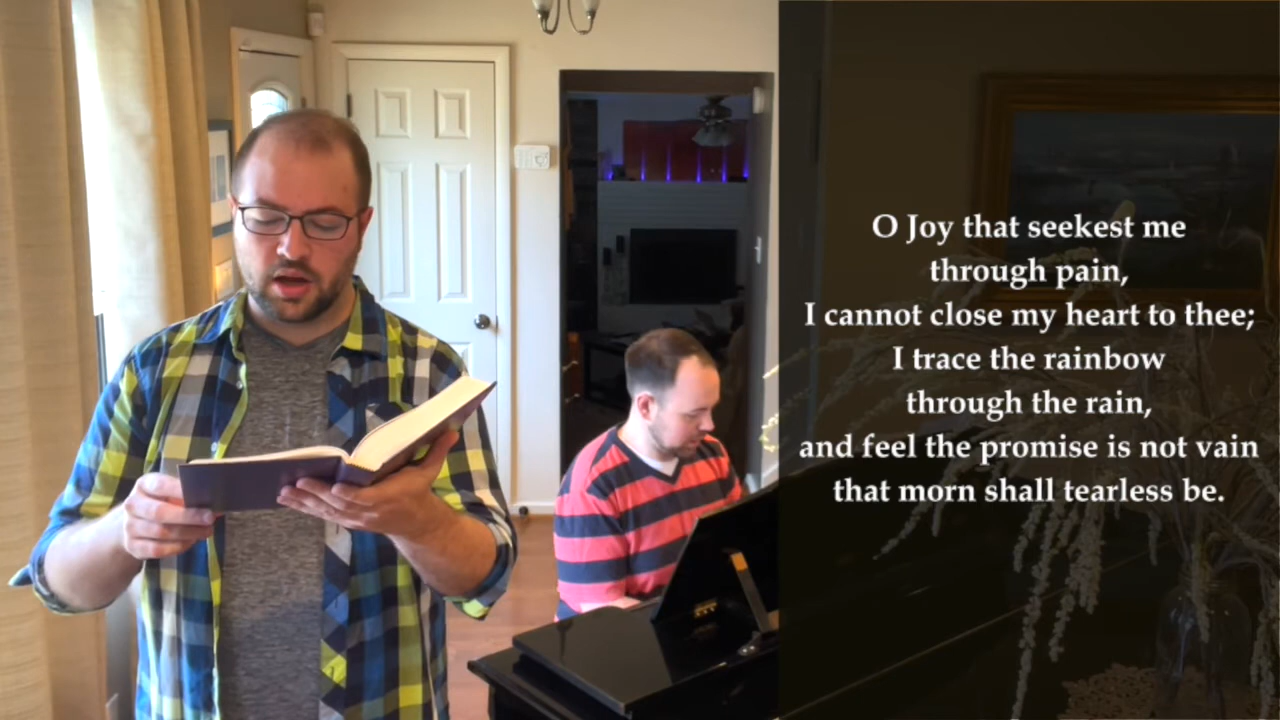 O Joy that seekest me
through pain,
I cannot close my heart to thee;
I trace the rainbow
through the rain,
and feel the promise is not vain
that morn shall tearless be.